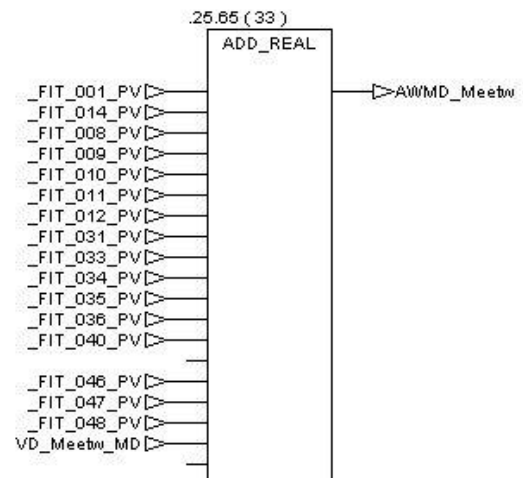 .25.65 ( 33 )
ADD_REAL
_FIT_001_PV
AWMD_Meetw
_FIT_014_PV
_FIT_008_PV
_FIT_009_PV
_FIT_010_PV
_FIT_011_PV
_FIT_012_PV
_FIT_031_PV
_FIT_033_PV
_FIT_034_PV
_FIT_035_PV
_FIT_036_PV
_FIT_040_PV
_FIT_046_PV
_FIT_047_PV
_FIT_048_PV
VD_Meetw_MD